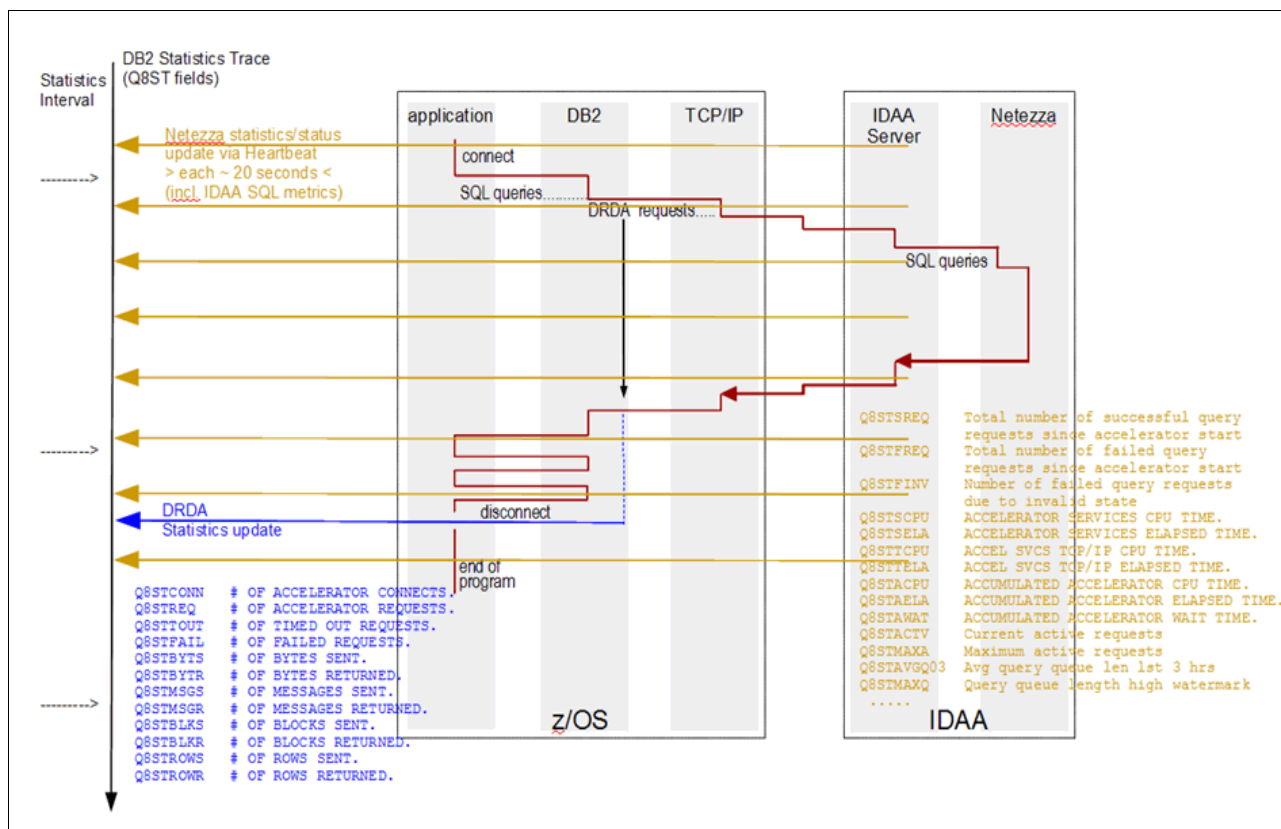 DB2 Statistics Trace
(Q8ST fields)
Statistics
Interval
application
DB2
TCP/IP
IDAA
Server
Netezza
Netezza statistics/status
update via Heartbeat
> each ~ 20 seconds <
(incl. IDAA SQL metrics)
connect
--------->
SQL queries............
DRDA requests.....
SQL queries
--------->
disconnect
DRDA
Statistics update
end of
program
Q8STSREQ Total number of successful query
requests since accelerator start
Q8STFREQ Total number of failed query
requests since accelerator start
Q8STFINV Number of failed query requests
due to invalid state
Q8STSCPU ACCELERATOR SERVICES CPU TIME.
Q8STSELA ACCELERATOR SERVICES ELAPSED TIME.
Q8STTCPU ACCEL SVCS TCP/IP CPU TIME.
Q8STTELA ACCEL SVCS TCP/IP ELAPSED TIME.
Q8STACPU ACCUMULATED ACCELERATOR CPU TIME.
Q8STAELA ACCUMULATED ACCELERATOR ELAPSED TIME.
Q8STAWAT ACCUMULATED ACCELERATOR WAIT TIME.
Q8STACTV Current active requests
Q8STMAXA Maximum active requests
Q8STAVGQ03 Avg query queue len lst 3 hrs
Q8STMAXQ Query queue length high watermark
.....
Q8STCONN # OF ACCELERATOR CONNECTS.
Q8STREQ # OF ACCELERATOR REQUESTS.
Q8STTOUT # OF TIMED OUT REQUESTS.
Q8STFAIL # OF FAILED REQUESTS.
Q8STBYTS # OF BYTES SENT.
Q8STBYTR # OF BYTES RETURNED.
Q8STMSGS # OF MESSAGES SENT.
Q8STMSGR # OF MESSAGES RETURNED.
Q8STBLKS # OF BLOCKS SENT.
Q8STBLKR # OF BLOCKS RETURNED.
Q8STROWS # OF ROWS SENT.
Q8STROWR # OF ROWS RETURNED.
--------->
z/OS
IDAA